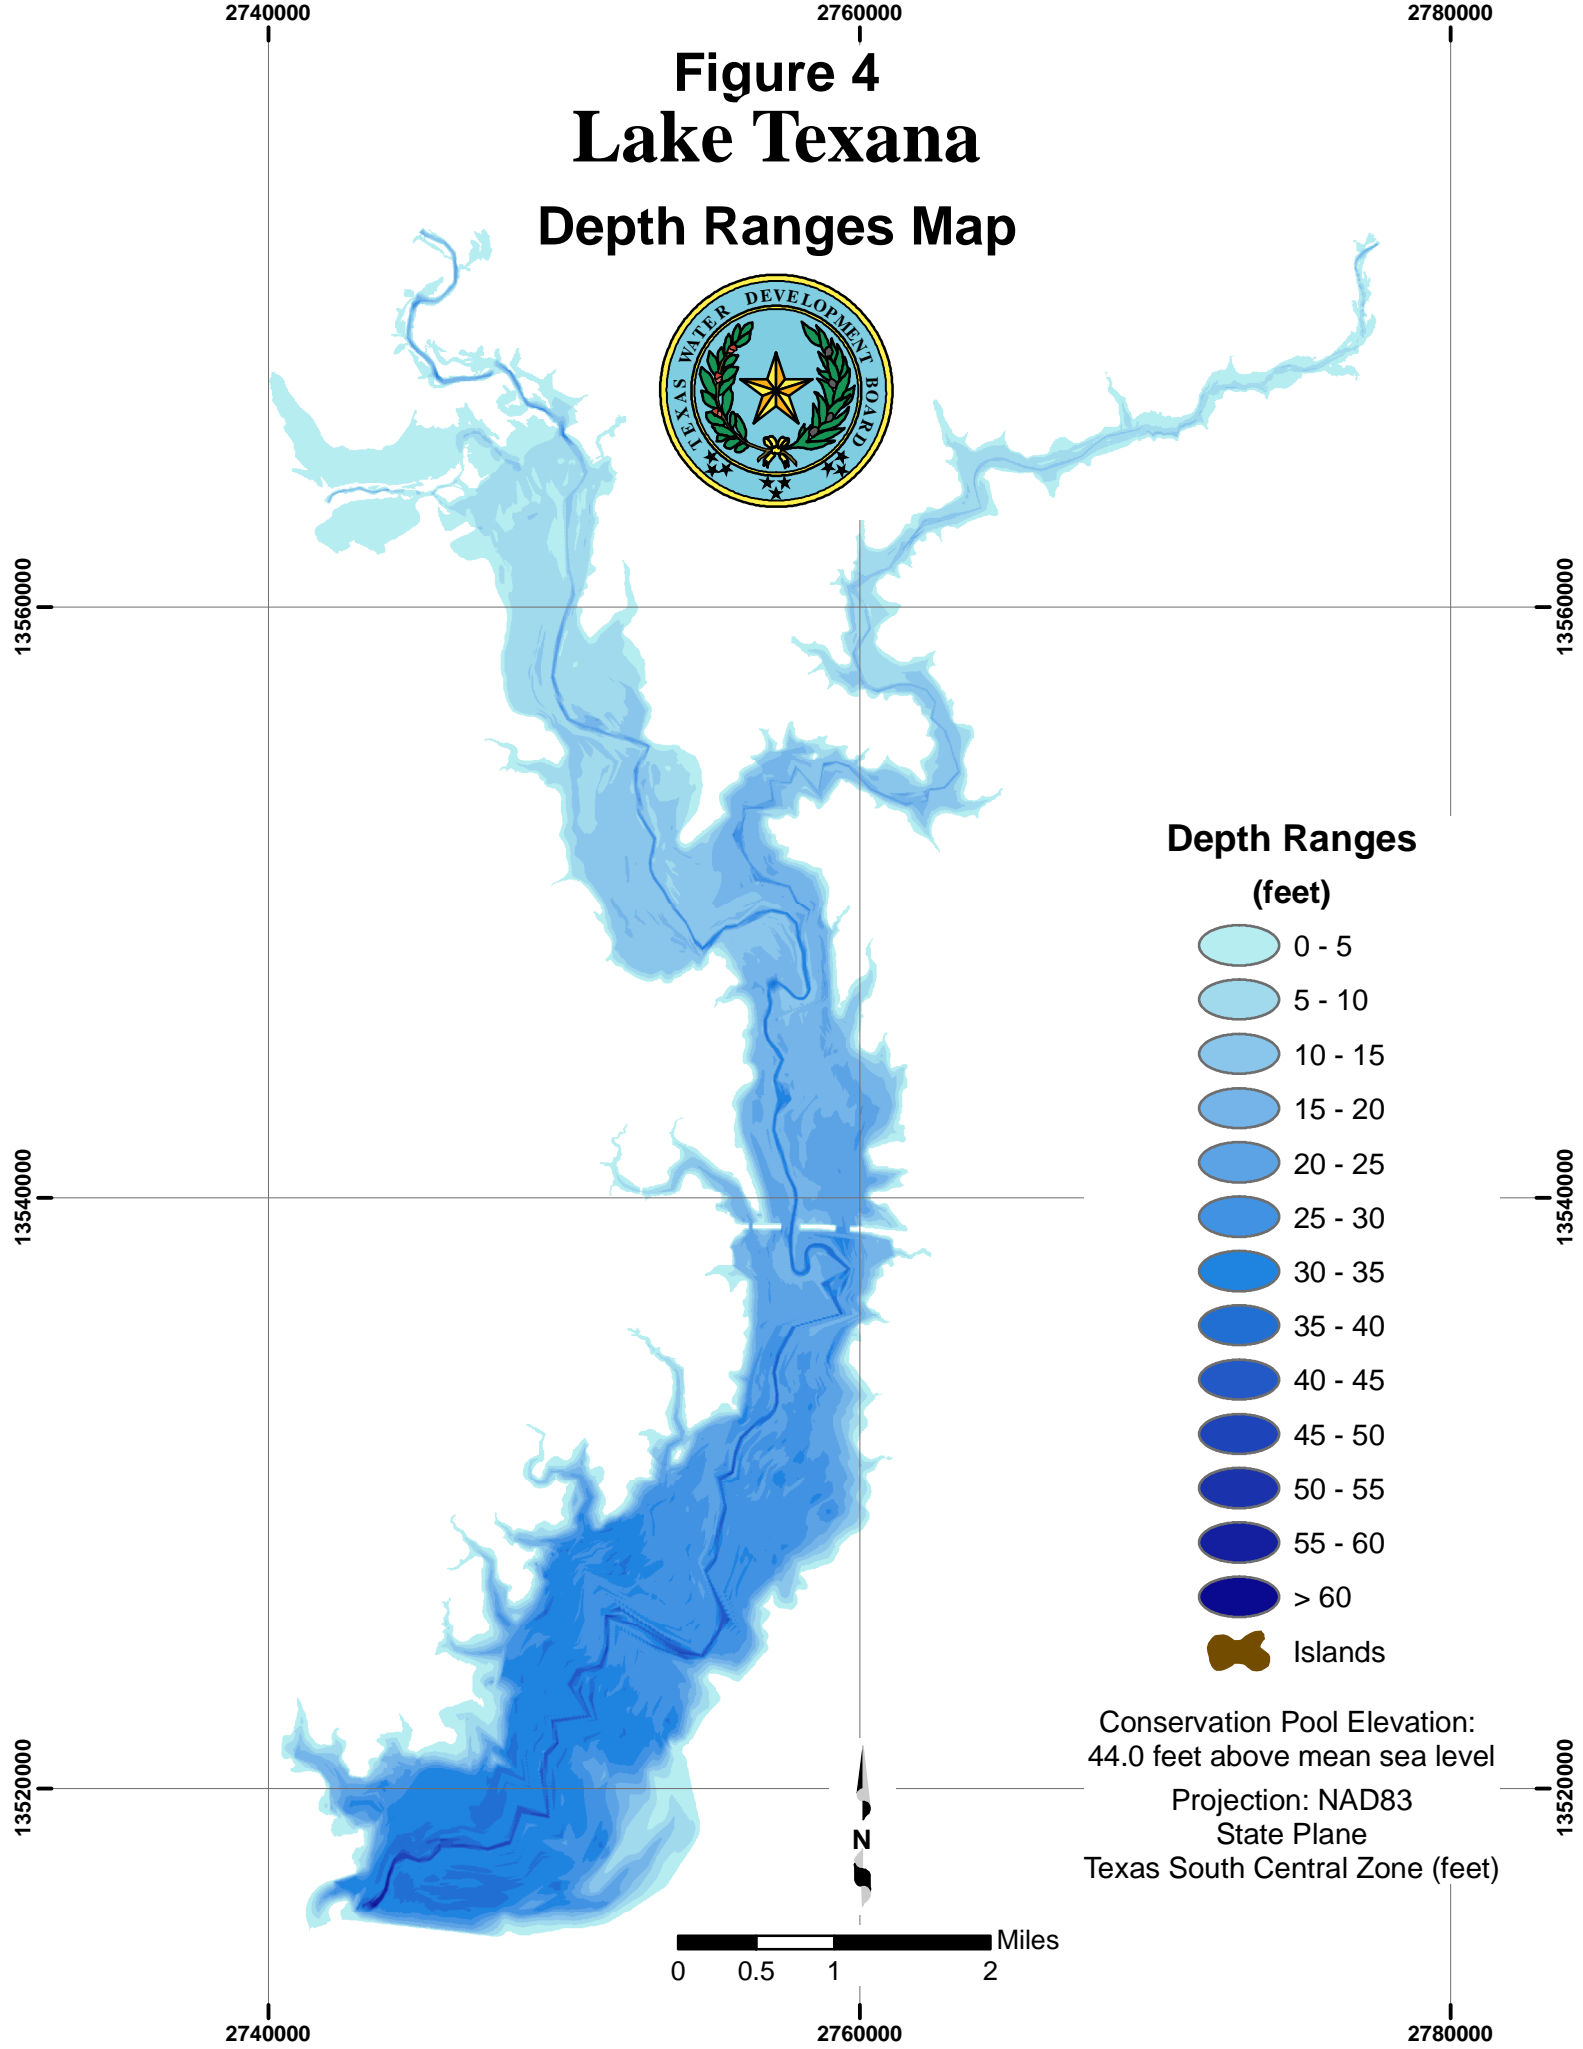 2740000 2760000 2780000
Figure 4
Lake Texana
Depth Ranges Map
TEXAS WATER DEVELOPMENT BOARD
13560000 13560000
Depth Ranges
(feet)
0 - 5
5 - 10
10 - 15
15 - 20
20 - 25
25 - 30
30 - 35
35 - 40
40 - 45
45 - 50
50 - 55
55 - 60
> 60
Islands
13540000 13540000
Conservation Pool Elevation:
44.0 feet above mean sea level
Projection: NAD83
State Plane
Texas South Central Zone (feet)
13520000 13520000
N
Miles
0 0.5 1 2
2740000 2760000 2780000